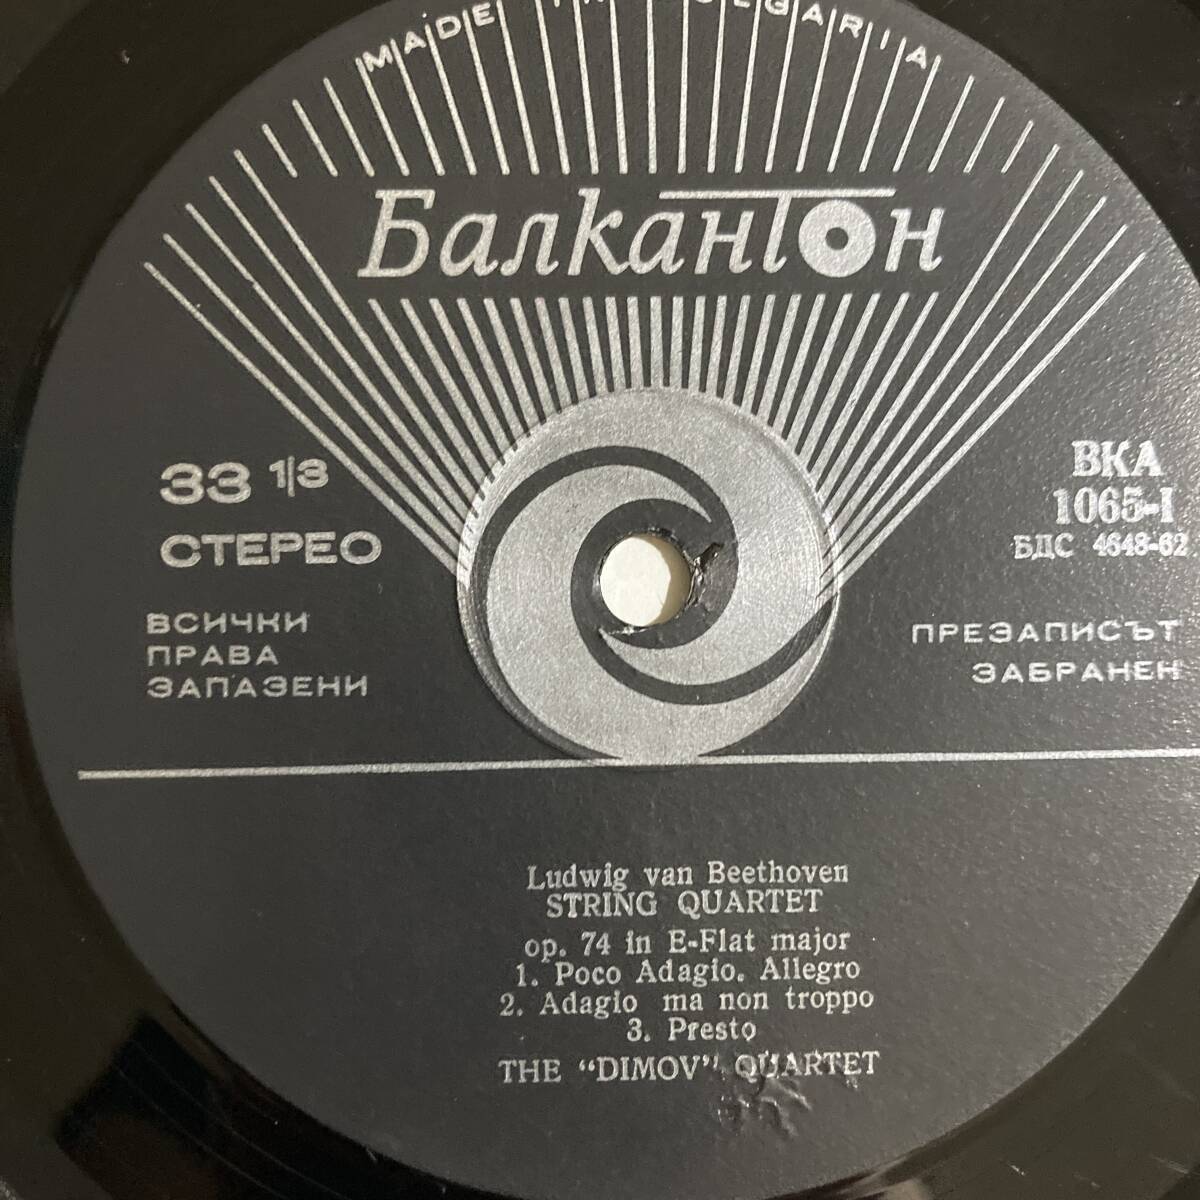 MADE IN BULGARIA
Балкантон
33 1/3
СТЕРЕО
ВСИЧКИ
ПРАВА
ЗАПАЗЕНИ
ВКА
1065-I
БДС 4648-62
ПРЕЗАПИСЪТ
ЗАБРАНЕН
Ludwig van Beethoven
STRING QUARTET
op. 74 in E-Flat major
1. Poco Adagio. Allegro
2. Adagio ma non troppo
3. Presto
THE “DIMOV” QUARTET